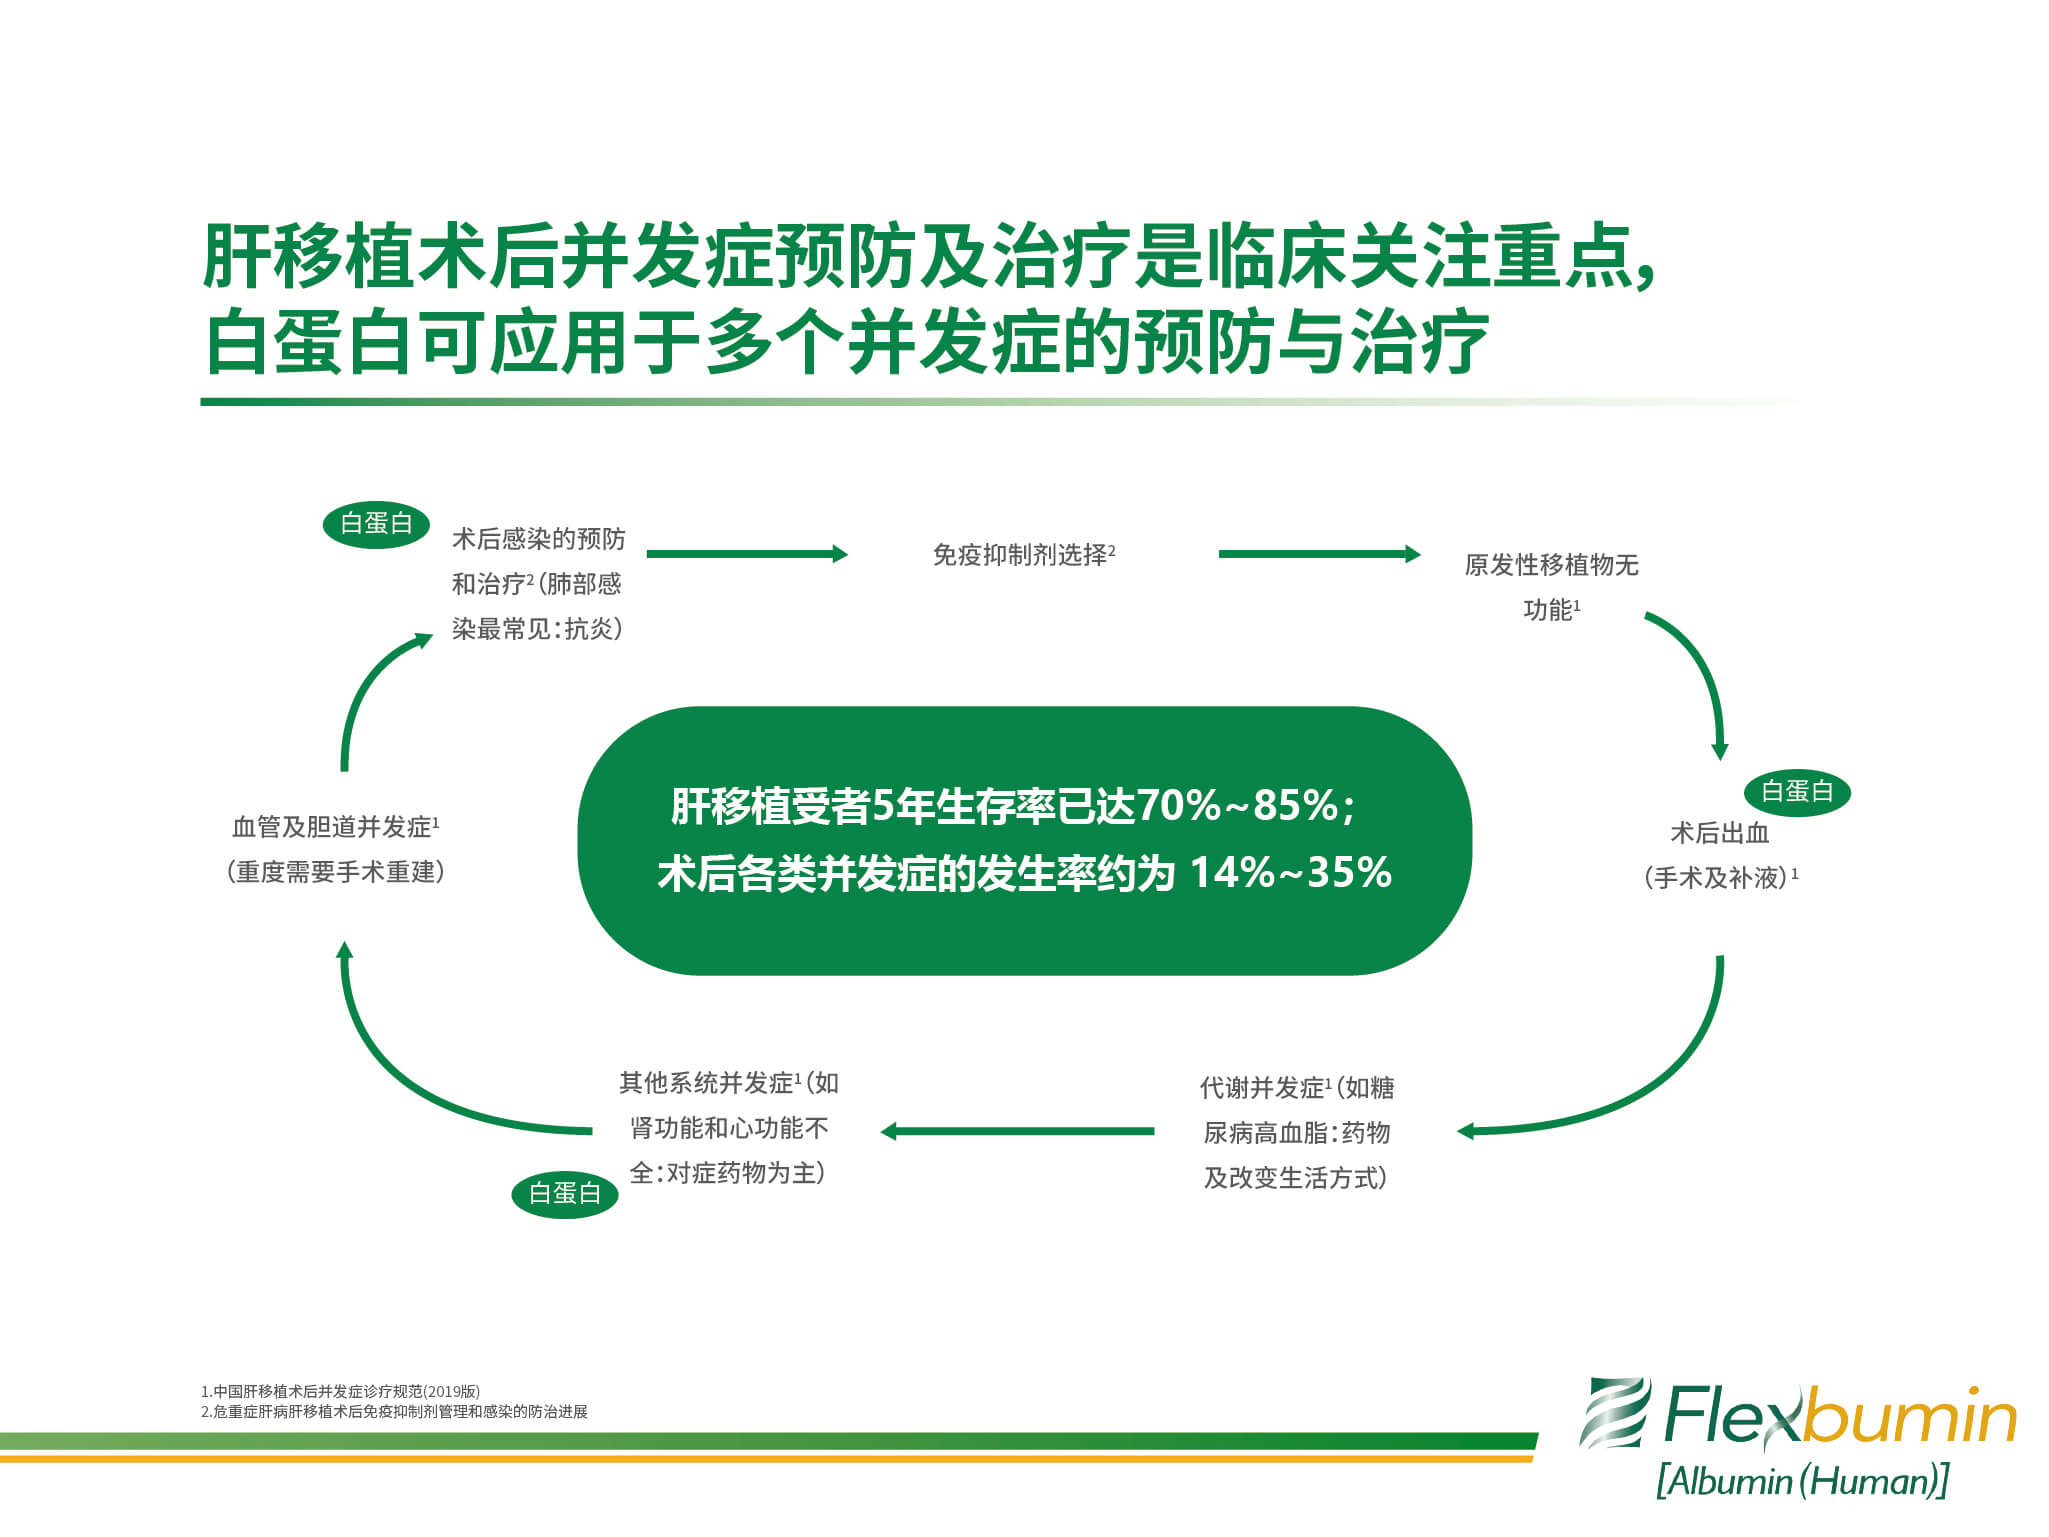 肝移植术后并发症预防及治疗是临床关注重点,
白蛋白可应用于多个并发症的预防与治疗
白蛋白
术后感染的预防
和治疗²(肺部感
染最常见:抗炎)
免疫抑制剂选择²
原发性移植物无
功能¹
白蛋白
术后出血
(手术及补液)¹
血管及胆道并发症¹
(重度需要手术重建)
肝移植受者5年生存率已达70%~85%;
术后各类并发症的发生率约为 14%~35%
其他系统并发症¹(如
肾功能和心功能不
全:对症药物为主)
白蛋白
代谢并发症¹(如糖
尿病高血脂:药物
及改变生活方式)
1.中国肝移植术后并发症诊疗规范(2019版)
2.危重症肝病肝移植术后免疫抑制剂管理和感染的防治进展
Flexbumin
[Albumin (Human)]